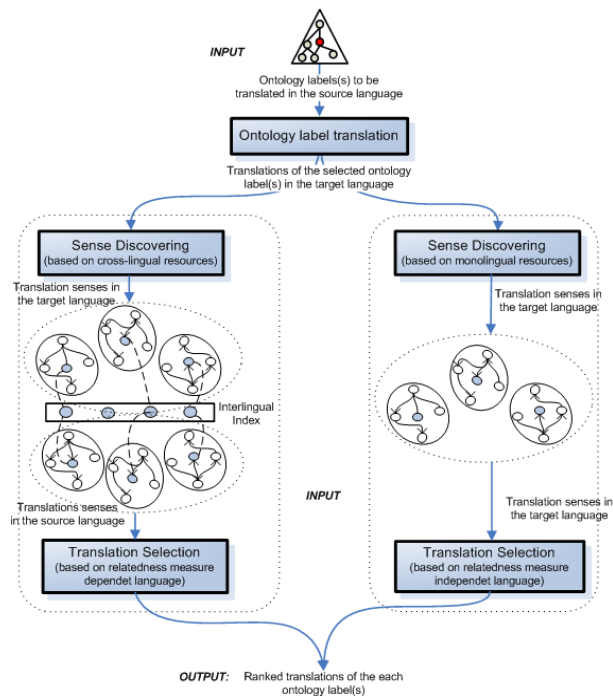 INPUT
Ontology labels(s) to be
translated in the source language
Ontology label translation
Translations of the selected ontology
label(s) in the target language
Sense Discovering
(based on cross-lingual resources)
Translation senses in
the target language
Interlingual
Index
Translations senses
in the source language
Translation Selection
(based on relatedness measure
dependet language)
Sense Discovering
(based on monolingual resources)
Translation senses in
the target language
INPUT
Translation senses in
the target language
Translation Selection
(based on relatedness measure
independet language)
OUTPUT: Ranked translations of the each
ontology label(s)